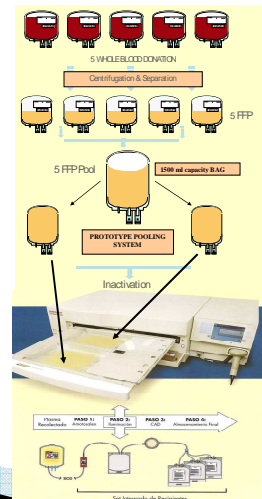 5 WHOLE BLOOD DONATION
Centrifugation & Separation
5 FFP
5 FFP Pool
1500 ml capacity BAG
PROTOTYPE POOLING
SYSTEM
Inactivation
Plasma
Recolectado
PASO 1:
Amotosalen
PASO 2:
Iluminación
PASO 3:
CAD
PASO 4:
Almacenamiento Final
Set Integrado de Recipientes